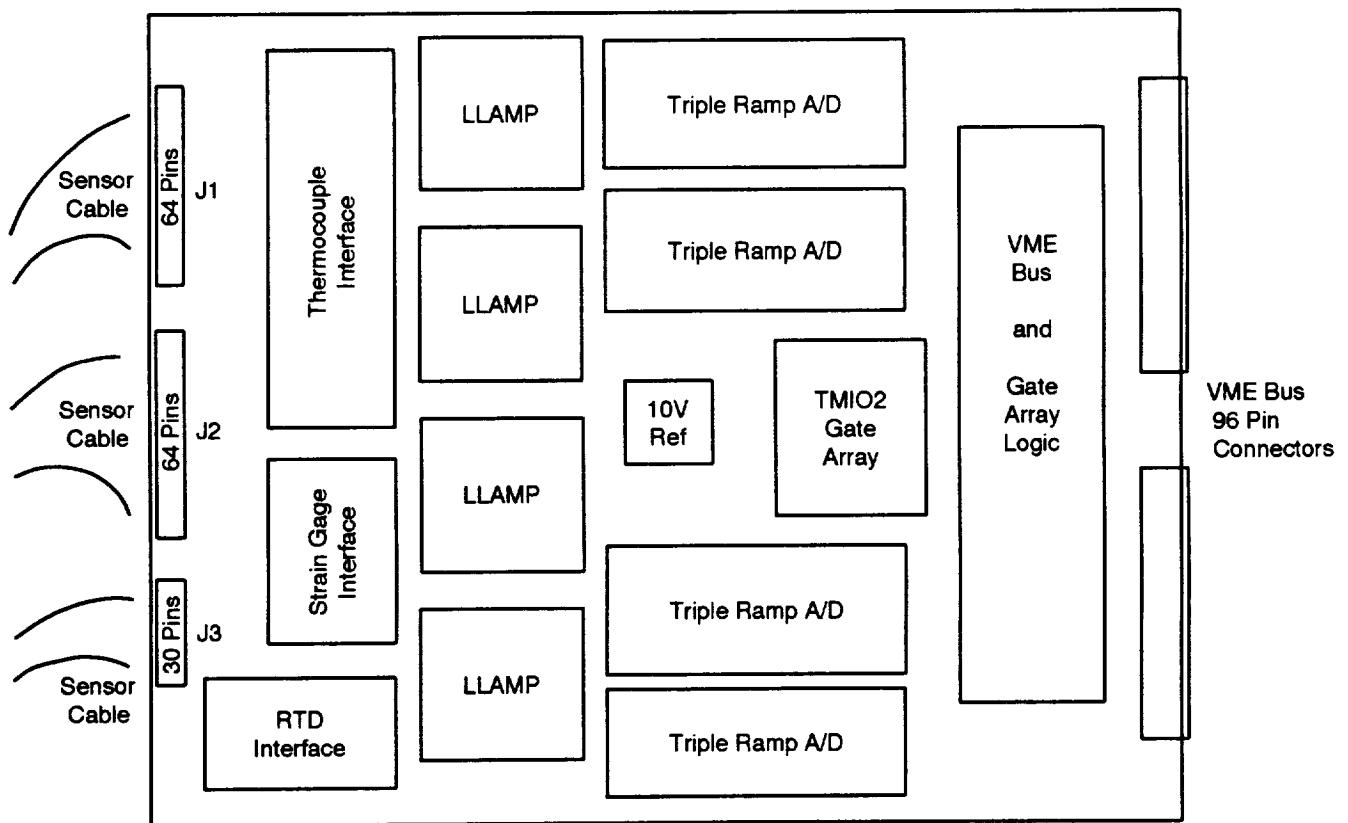 Sensor
Cable
64 Pins
J1
Thermocouple
Interface
LLAMP
Triple Ramp A/D
Triple Ramp A/D
LLAMP
VME
Bus
and
Gate
Array
Logic
Sensor
Cable
64 Pins
J2
10V
Ref
TMIO2
Gate
Array
VME Bus
96 Pin
Connectors
Strain Gage
Interface
LLAMP
Triple Ramp A/D
30 Pins
J3
Sensor
Cable
RTD
Interface
LLAMP
Triple Ramp A/D